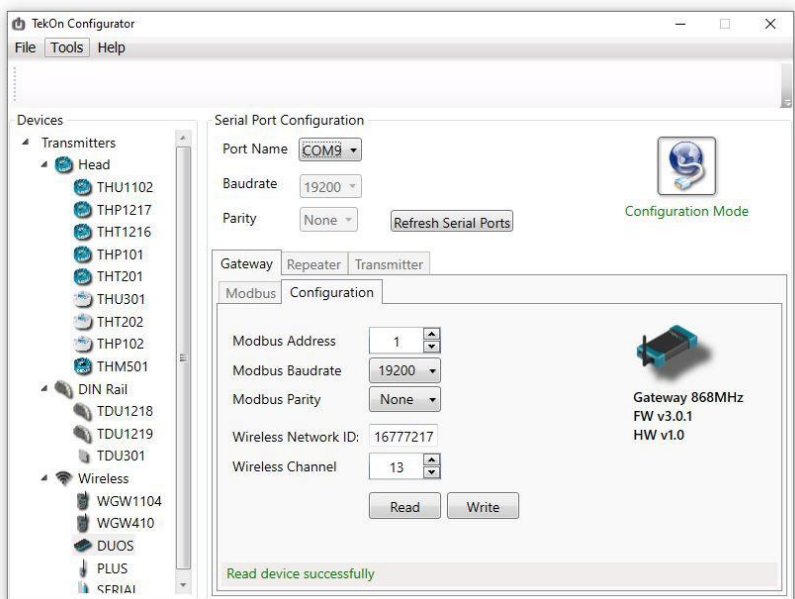 TekOn Configurator
File Tools Help
Devices
Transmitters
Head
THU1102
THP1217
THT1216
THP101
THT201
THU301
THT202
THP102
THM501
DIN Rail
TDU1218
TDU1219
TDU301
Wireless
WGW1104
WGW410
DUOS
PLUS
SERIAL
Serial Port Configuration
Port Name COM9
Baudrate 19200
Parity None Refresh Serial Ports
Configuration Mode
Gateway Repeater Transmitter
Modbus Configuration
Modbus Address 1
Modbus Baudrate 19200
Modbus Parity None
Wireless Network ID: 16777217
Wireless Channel 13
Read Write
Gateway 868MHz
FW v3.0.1
HW v1.0
Read device successfully